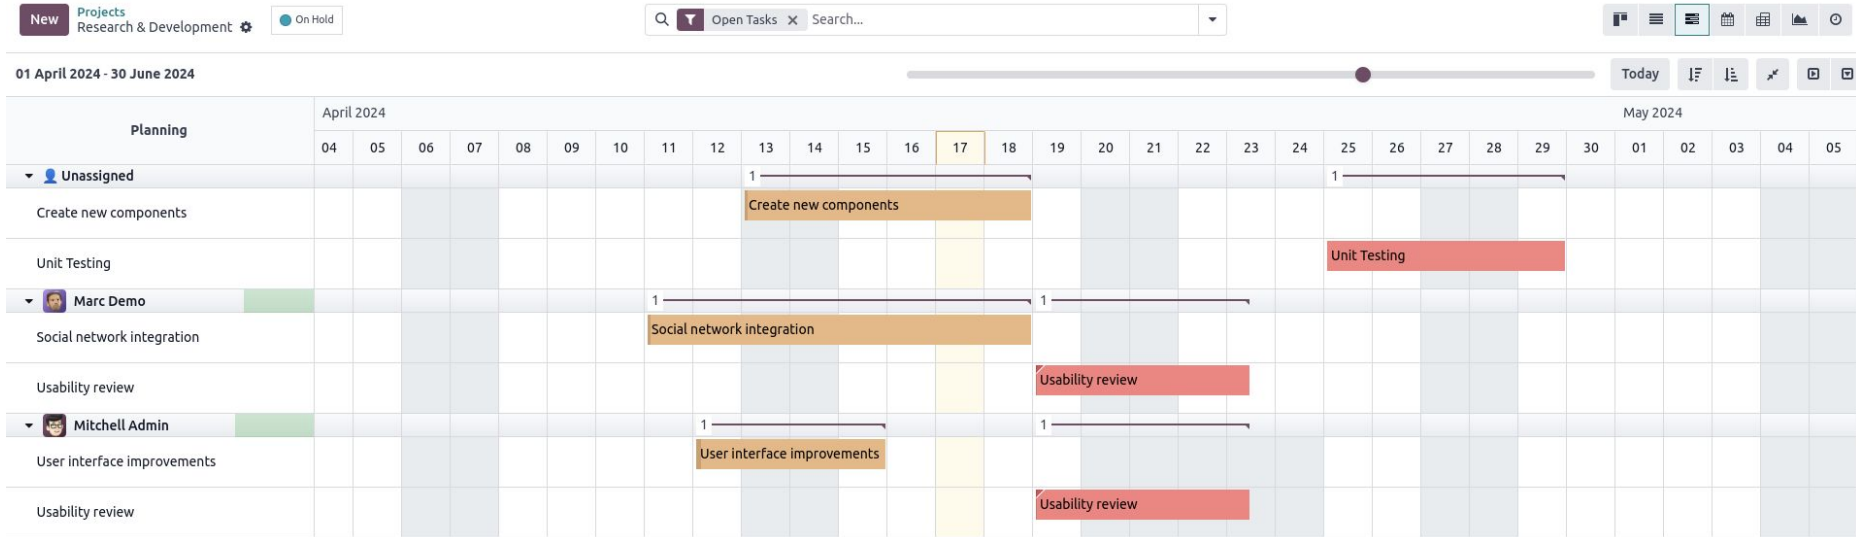 New
Projects
Research & Development
On Hold
Open Tasks
Search...
01 April 2024 - 30 June 2024
Today
Planning
April 2024
May 2024
04 05 06 07 08 09 10 11 12 13 14 15 16 17 18 19 20 21 22 23 24 25 26 27 28 29 30 01 02 03 04 05
Unassigned
1
1
Create new components
Create new components
Unit Testing
Unit Testing
Marc Demo
1
1
Social network integration
Social network integration
Usability review
Usability review
Mitchell Admin
1
1
User interface improvements
User interface improvements
Usability review
Usability review